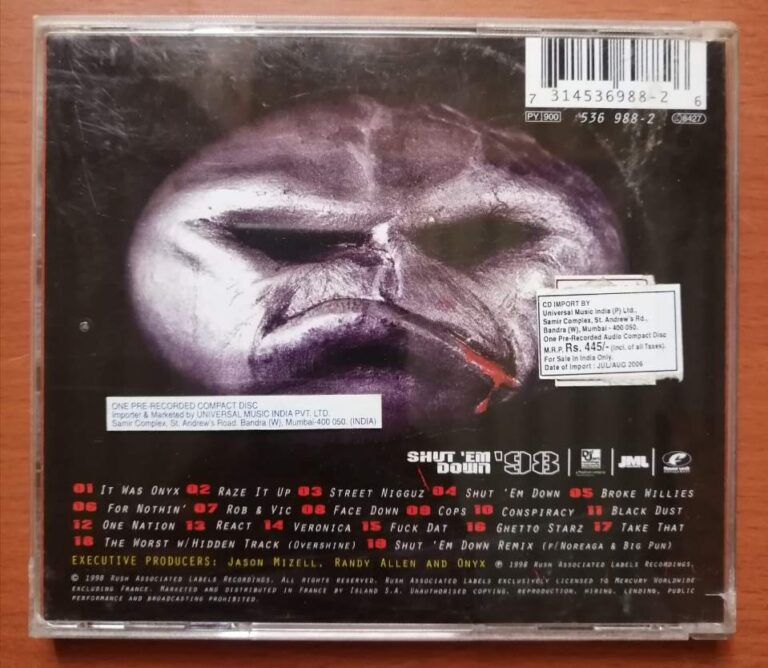 7 314536988-2 6
PY 900 536 988-2 8427
CD IMPORT BY
Universal Music India (P) Ltd.,
Samir Complex, St. Andrew's Rd.,
Bandra (W), Mumbai - 400 050.
One Pre-Recorded Audio Compact Disc
M.R.P. Rs. 445/- (incl. of all Taxes).
For Sale in India Only.
Date of Import : JUL/AUG 2006
ONE PRE-RECORDED COMPACT DISC
Importer & Marketed by UNIVERSAL MUSIC INDIA PVT. LTD.
Samir Complex, St. Andrew's Road. Bandra (W), Mumbai-400 050. (INDIA)
SHUT 'EM DOWN '98
JML
01 IT WAS ONYX 02 RAZE IT UP 03 STREET NIGGUZ 04 SHUT 'EM DOWN 05 BROKE WILLIES
06 FOR NOTHIN' 07 ROB & VIC 08 FACE DOWN 09 COPS 10 CONSPIRACY 11 BLACK DUST
12 ONE NATION 13 REACT 14 VERONICA 15 FUCK DAT 16 GHETTO STARZ 17 TAKE THAT
18 THE WORST W/HIDDEN TRACK (OVERSHINE) 19 SHUT 'EM DOWN REMIX (F/NOREAGA & BIG PUN)
EXECUTIVE PRODUCERS: JASON MIZELL, RANDY ALLEN AND ONYX ℗ 1998 RUSH ASSOCIATED LABELS RECORDINGS.
© 1998 RUSH ASSOCIATED LABELS RECORDINGS. ALL RIGHTS RESERVED. RUSH ASSOCIATED LABELS EXCLUSIVELY LICENSED TO MERCURY WORLDWIDE
EXCLUDING FRANCE. MARKETED AND DISTRIBUTED IN FRANCE BY ISLAND S.A. UNAUTHORISED COPYING, REPRODUCTION, HIRING, LENDING, PUBLIC
PERFORMANCE AND BROADCASTING PROHIBITED.